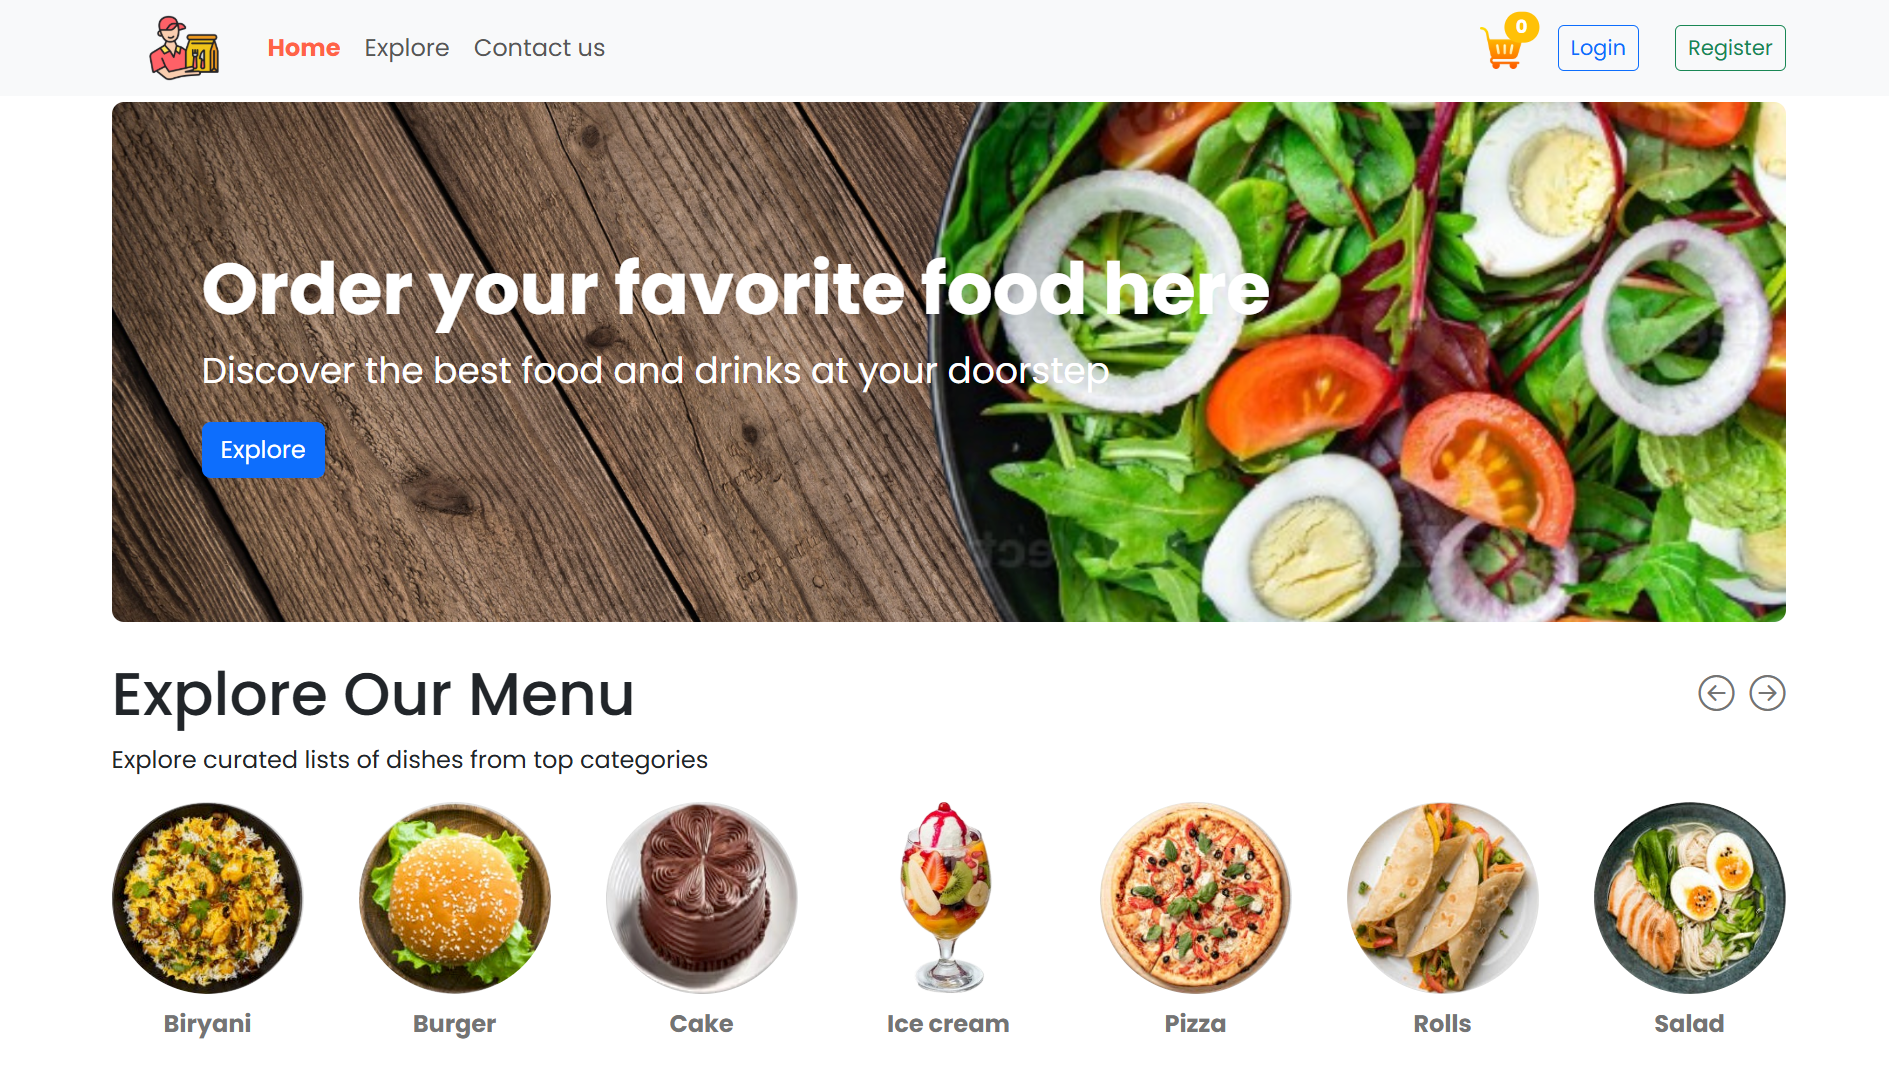 Home Explore Contact us 0 Login Register
Order your favorite food here
Discover the best food and drinks at your doorstep
Explore
Explore Our Menu
Explore curated lists of dishes from top categories
Biryani Burger Cake Ice cream Pizza Rolls Salad